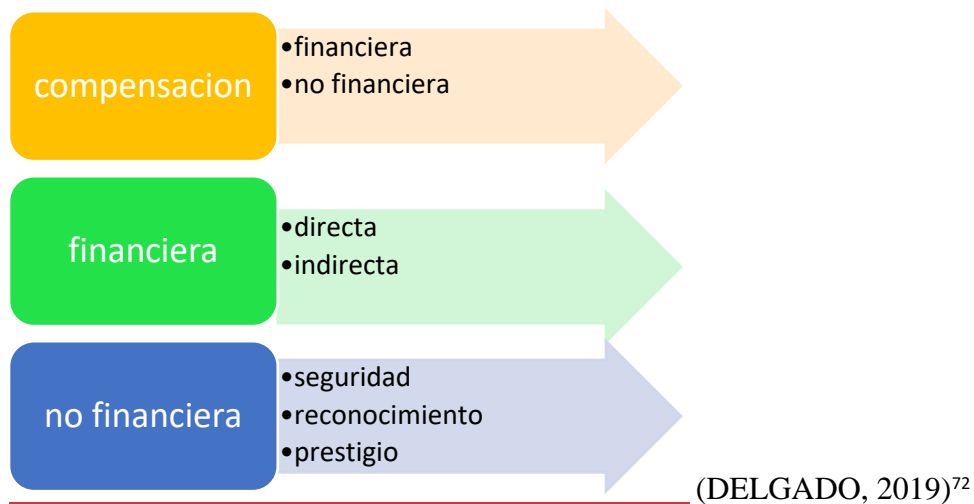 compensacion
•financiera
•no financiera
financiera
•directa
•indirecta
no financiera
•seguridad
•reconocimiento
•prestigio
(DELGADO, 2019)⁷²